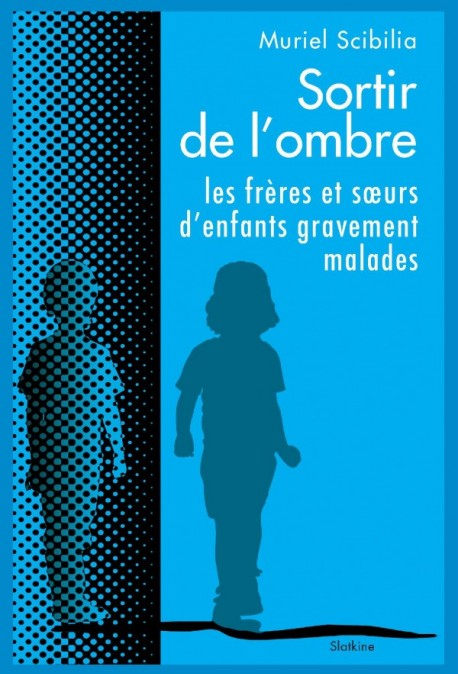 Muriel Scibilia
Sortir
de l'ombre
les frères et sœurs
d'enfants gravement
malades
Slatkine